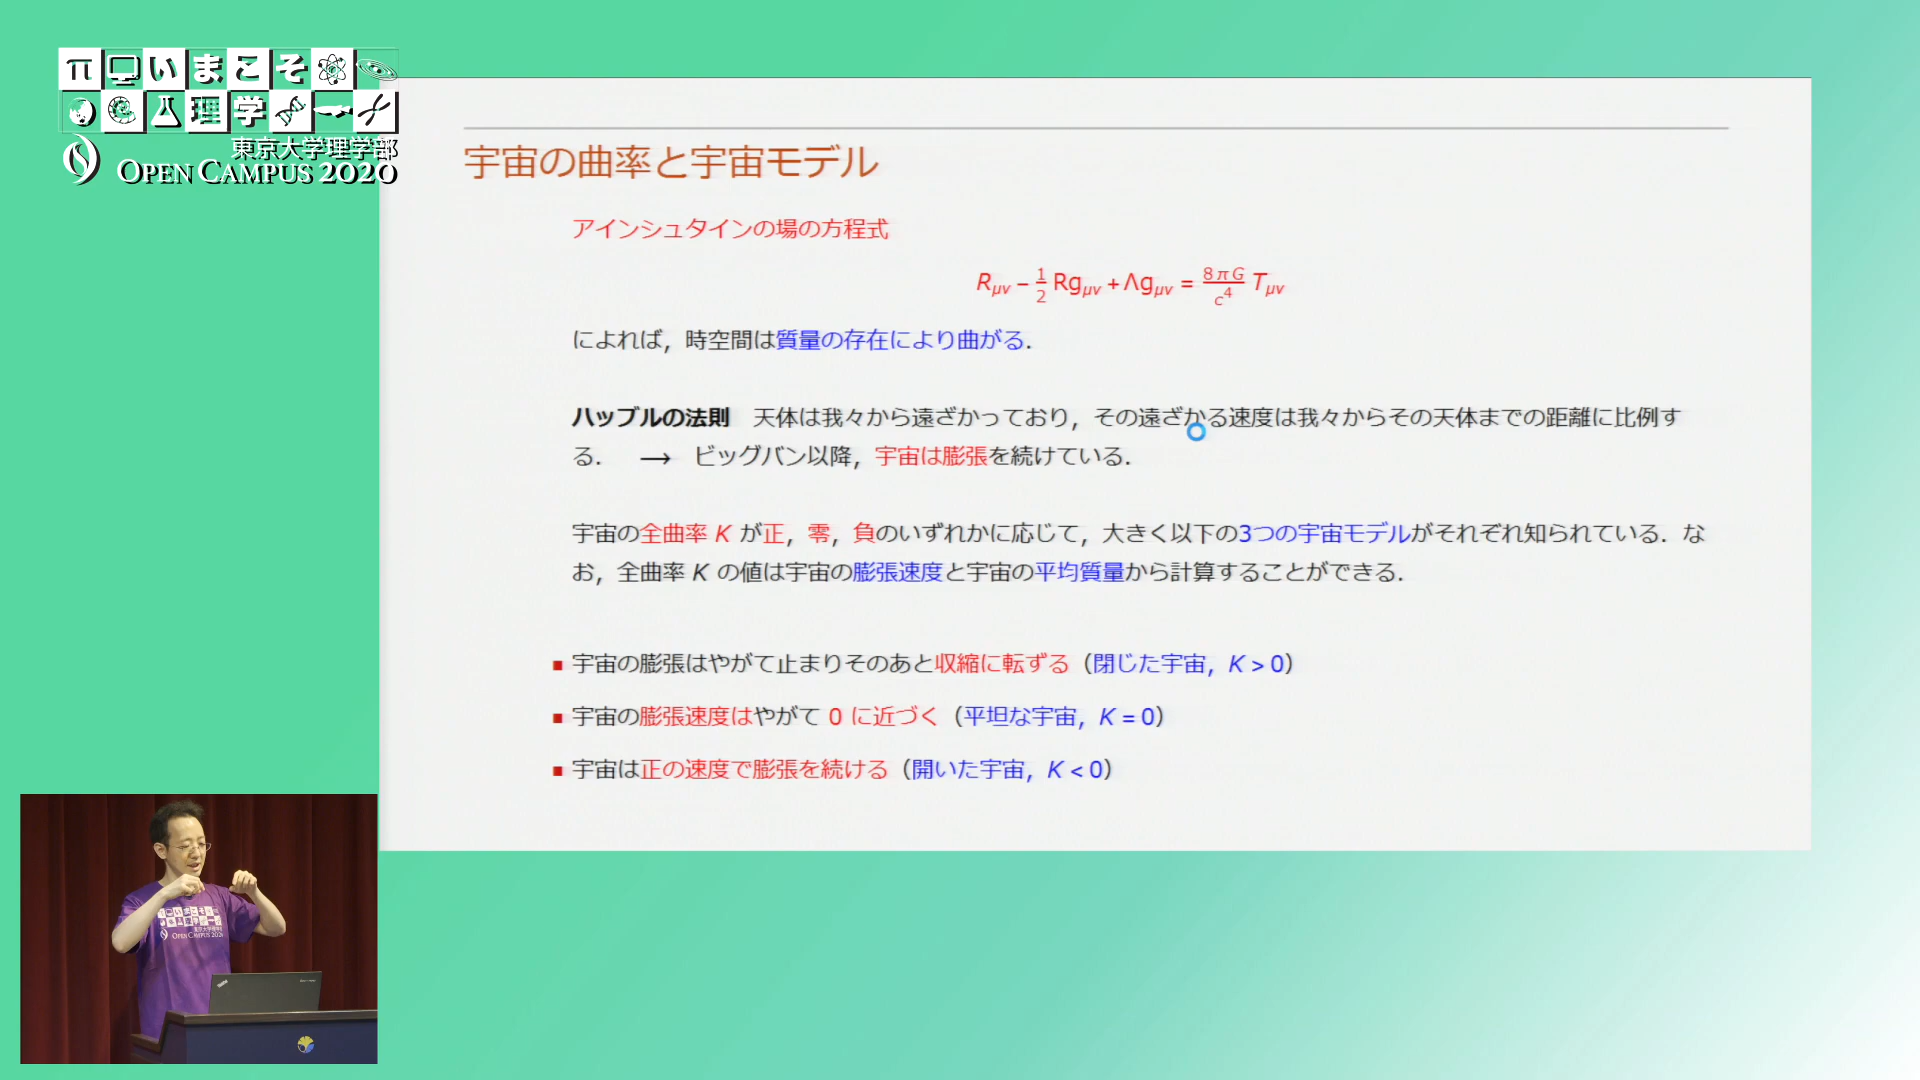 π いまこそ
理学
東京大学理学部
OPEN CAMPUS 2020
宇宙の曲率と宇宙モデル
アインシュタインの場の方程式
Rμν − 1/2 Rgμν + Λgμν = 8πG/c⁴ Tμν
によれば，時空間は質量の存在により曲がる．
ハッブルの法則　天体は我々から遠ざかっており，その遠ざかる速度は我々からその天体までの距離に比例す
る．　⟶　ビッグバン以降，宇宙は膨張を続けている．
宇宙の全曲率 K が正，零，負のいずれかに応じて，大きく以下の3つの宇宙モデルがそれぞれ知られている．な
お，全曲率 K の値は宇宙の膨張速度と宇宙の平均質量から計算することができる．
■ 宇宙の膨張はやがて止まりそのあと収縮に転ずる（閉じた宇宙，K > 0）
■ 宇宙の膨張速度はやがて 0 に近づく（平坦な宇宙，K = 0）
■ 宇宙は正の速度で膨張を続ける（開いた宇宙，K < 0）
いまこそ
東京大学理学部
OPEN CAMPUS 2020